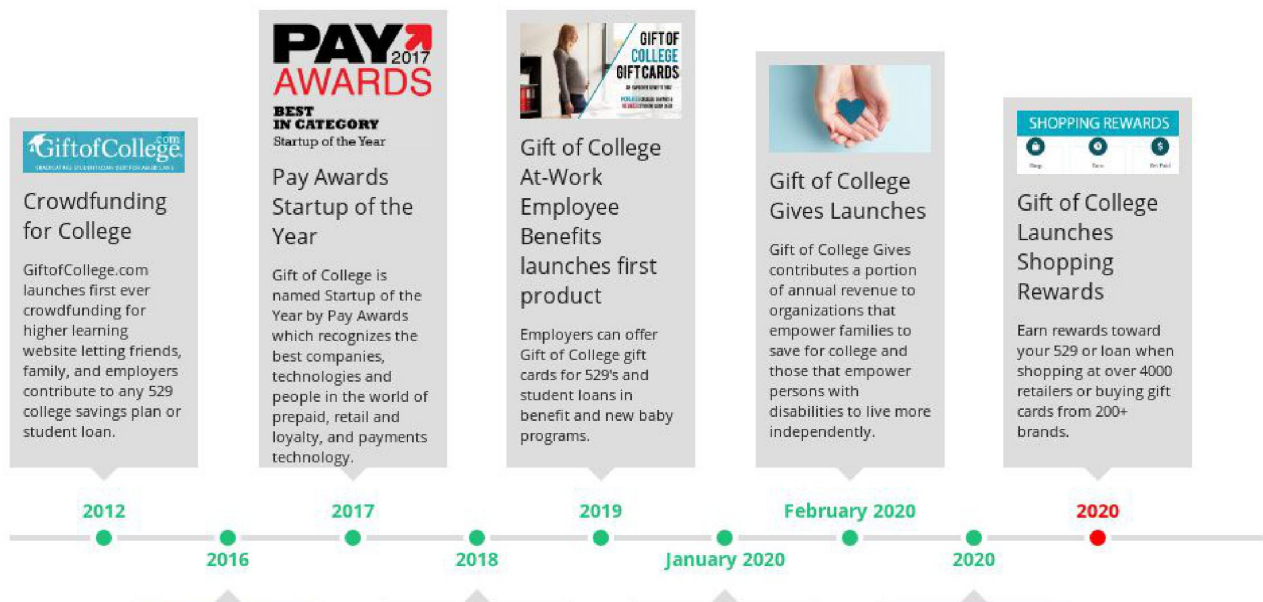 GiftofCollege.com
Crowdfunding
for College
GiftofCollege.com
launches first ever
crowdfunding for
higher learning
website letting friends,
family, and employers
contribute to any 529
college savings plan or
student loan.
PAY
2017
AWARDS
BEST
IN CATEGORY
Startup of the Year
Pay Awards
Startup of the
Year
Gift of College is
named Startup of the
Year by Pay Awards
which recognizes the
best companies,
technologies and
people in the world of
prepaid, retail and
loyalty, and payments
technology.
GIFT OF
COLLEGE
GIFT CARDS
Gift of College
At-Work
Employee
Benefits
launches first
product
Employers can offer
Gift of College gift
cards for 529's and
student loans in
benefit and new baby
programs.
Gift of College
Gives Launches
Gift of College Gives
contributes a portion
of annual revenue to
organizations that
empower families to
save for college and
those that empower
persons with
disabilities to live more
independently.
SHOPPING REWARDS
Shop
Earn
Get Paid
Gift of College
Launches
Shopping
Rewards
Earn rewards toward
your 529 or loan when
shopping at over 4000
retailers or buying gift
cards from 200+
brands.
2012
2017
2019
February 2020
2020
2016
2018
January 2020
2020